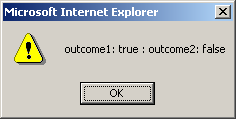 Microsoft Internet Explorer
outcome1: true : outcome2: false
OK